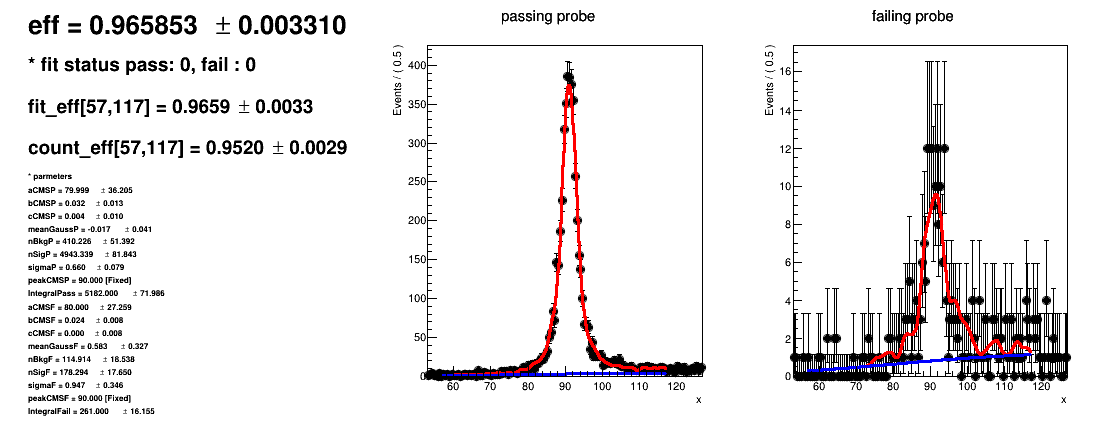 eff = 0.965853 ± 0.003310
* fit status pass: 0, fail : 0
fit_eff[57,117] = 0.9659 ± 0.0033
count_eff[57,117] = 0.9520 ± 0.0029
* parmeters
aCMSP = 79.999 ± 36.205
bCMSP = 0.032 ± 0.013
cCMSP = 0.004 ± 0.010
meanGaussP = -0.017 ± 0.041
nBkgP = 410.226 ± 51.392
nSigP = 4943.339 ± 81.843
sigmaP = 0.660 ± 0.079
peakCMSP = 90.000 [Fixed]
IntegralPass = 5182.000 ± 71.986
aCMSF = 80.000 ± 27.259
bCMSF = 0.024 ± 0.008
cCMSF = 0.000 ± 0.008
meanGaussF = 0.583 ± 0.327
nBkgF = 114.914 ± 18.538
nSigF = 178.294 ± 17.650
sigmaF = 0.947 ± 0.346
peakCMSF = 90.000 [Fixed]
IntegralFail = 261.000 ± 16.155
passing probe
Events / ( 0.5 )
400
350
300
250
200
150
100
50
0
60 70 80 90 100 110 120
x
failing probe
Events / ( 0.5 )
16
14
12
10
8
6
4
2
0
60 70 80 90 100 110 120
x